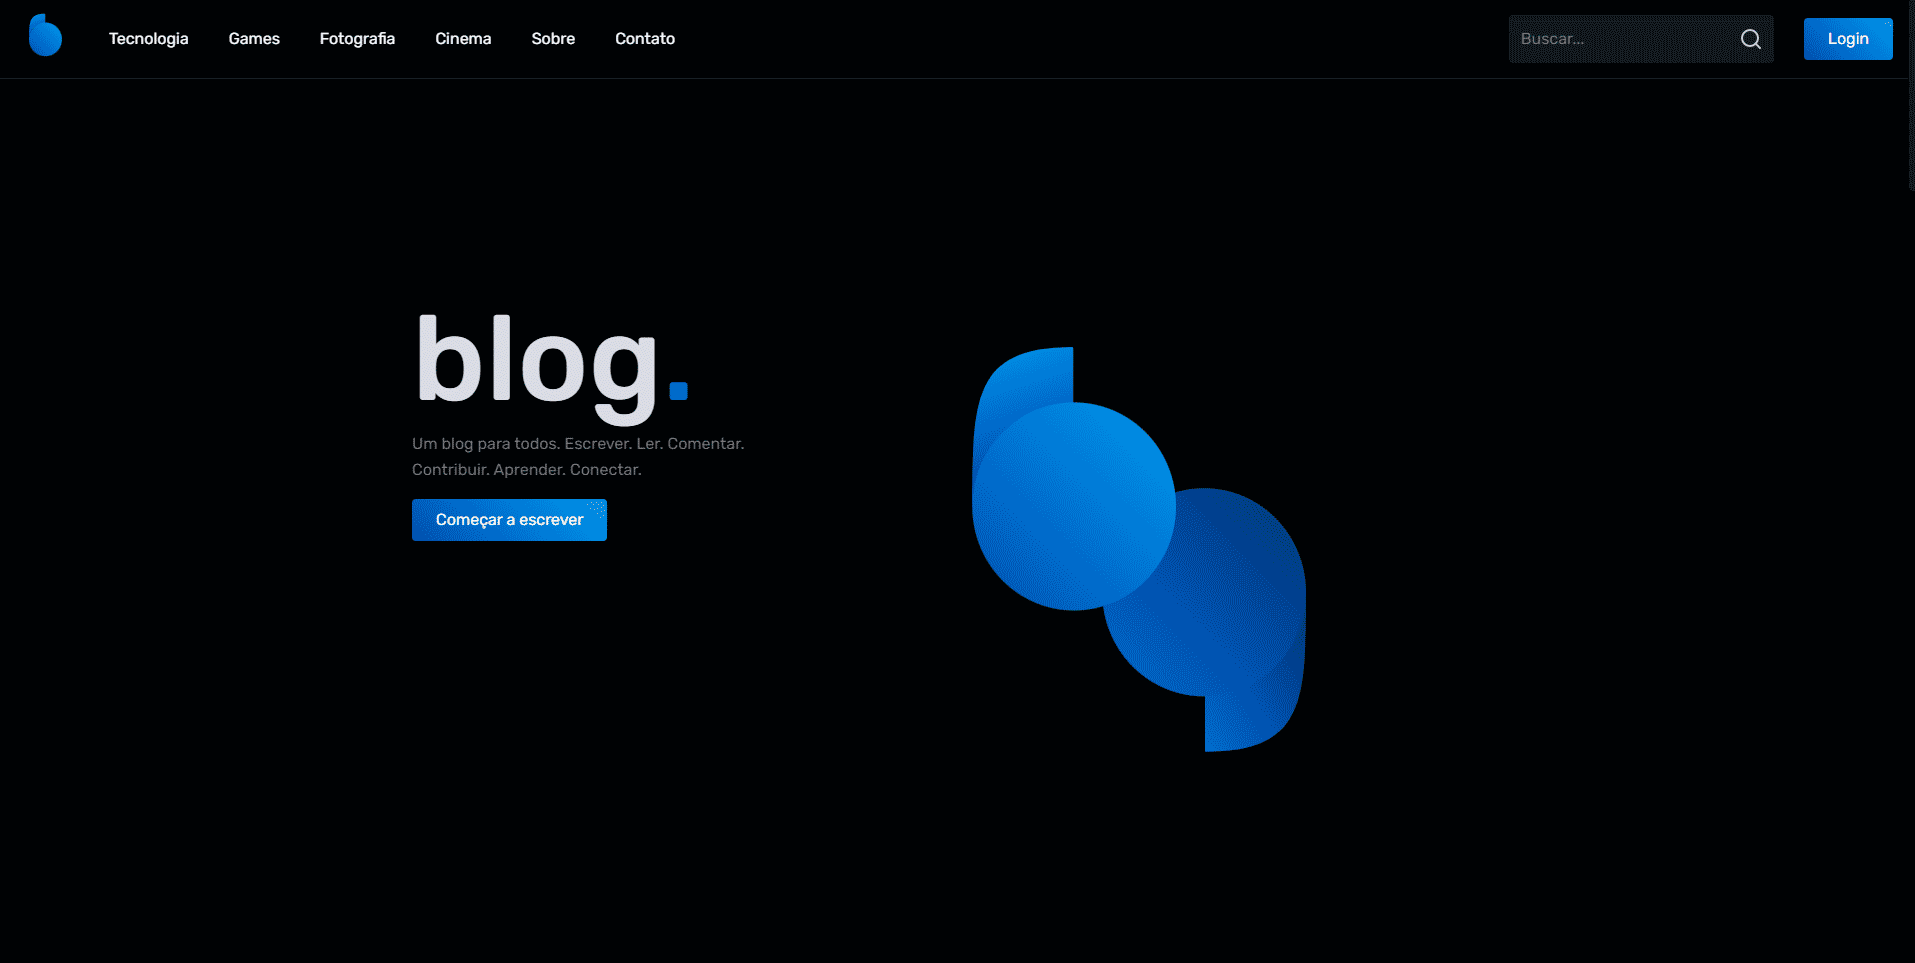 Tecnologia Games Fotografia Cinema Sobre Contato Buscar... Login
blog.
Um blog para todos. Escrever. Ler. Comentar.
Contribuir. Aprender. Conectar.
Começar a escrever